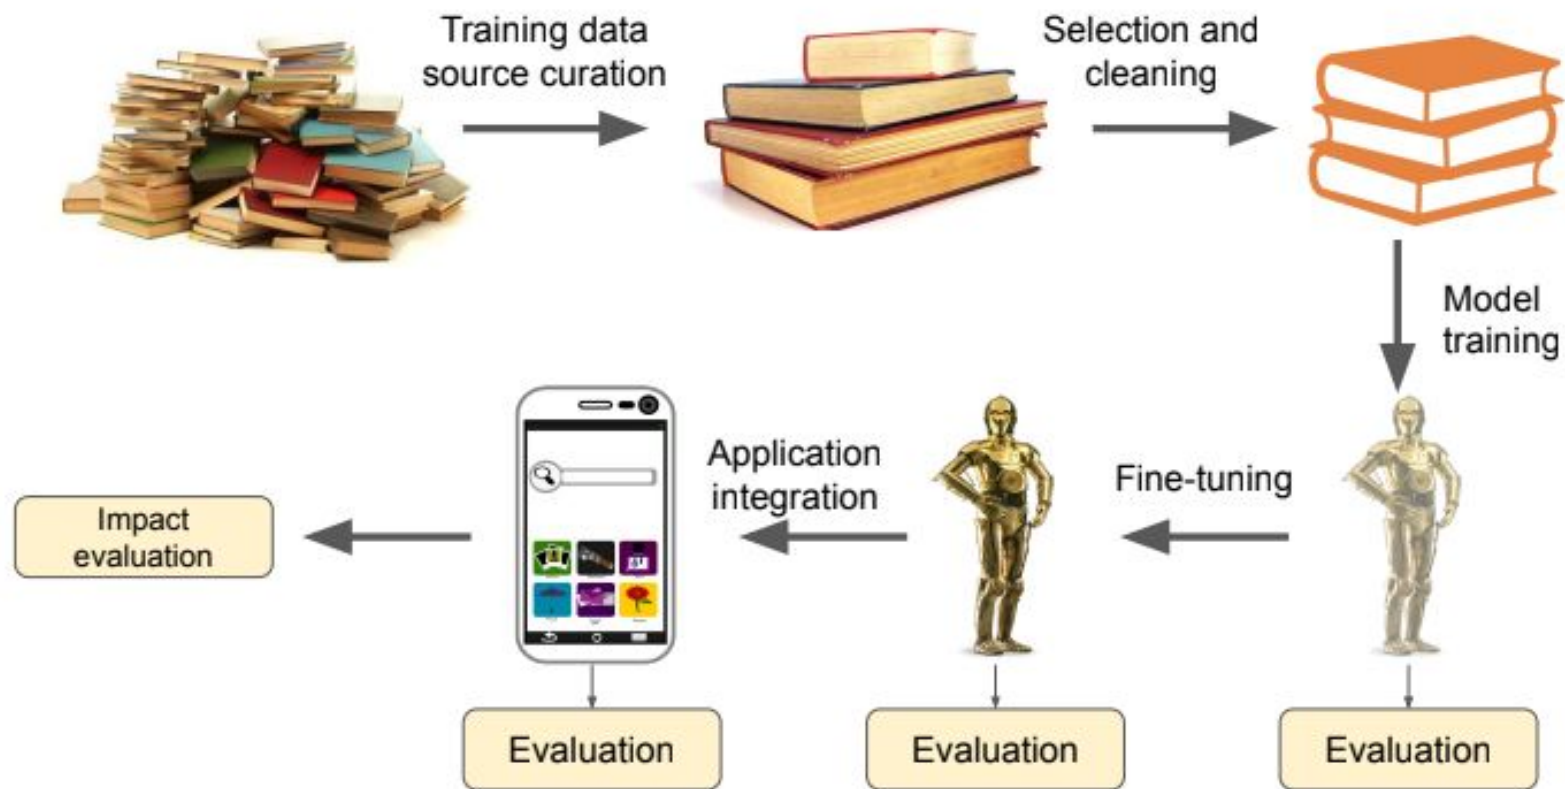 Training data
source curation
Selection and
cleaning
Model
training
Fine-tuning
Application
integration
Impact
evaluation
Evaluation
Evaluation
Evaluation